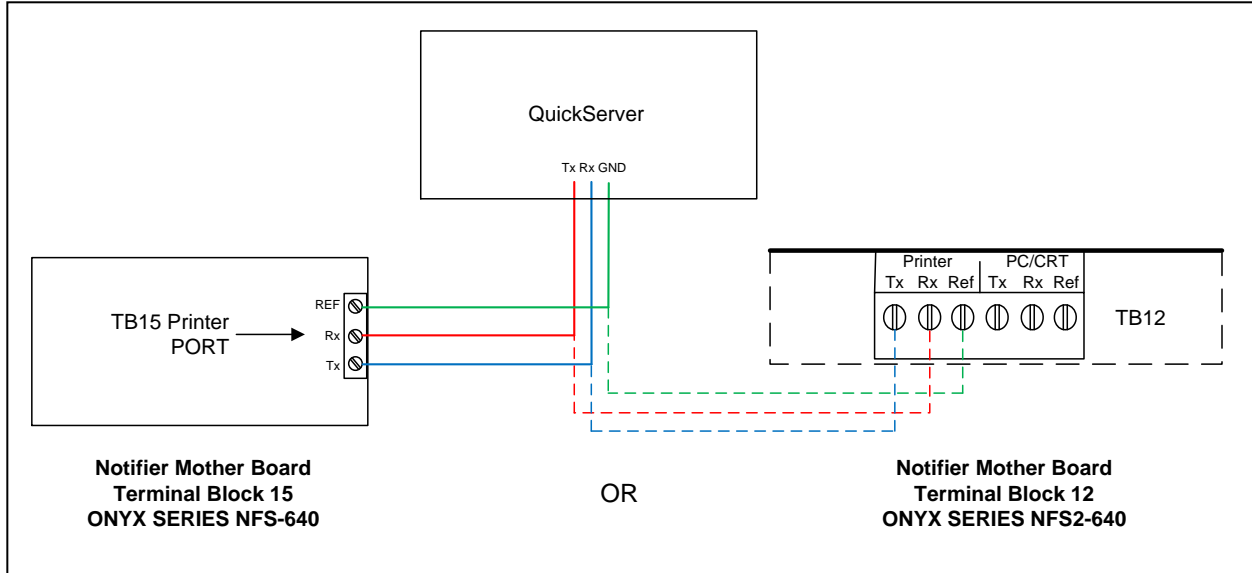 QuickServer
Tx Rx GND
TB15 Printer
PORT
REF
Rx
Tx
Printer PC/CRT
Tx Rx Ref Tx Rx Ref
TB12
Notifier Mother Board
Terminal Block 15
ONYX SERIES NFS-640
OR
Notifier Mother Board
Terminal Block 12
ONYX SERIES NFS2-640